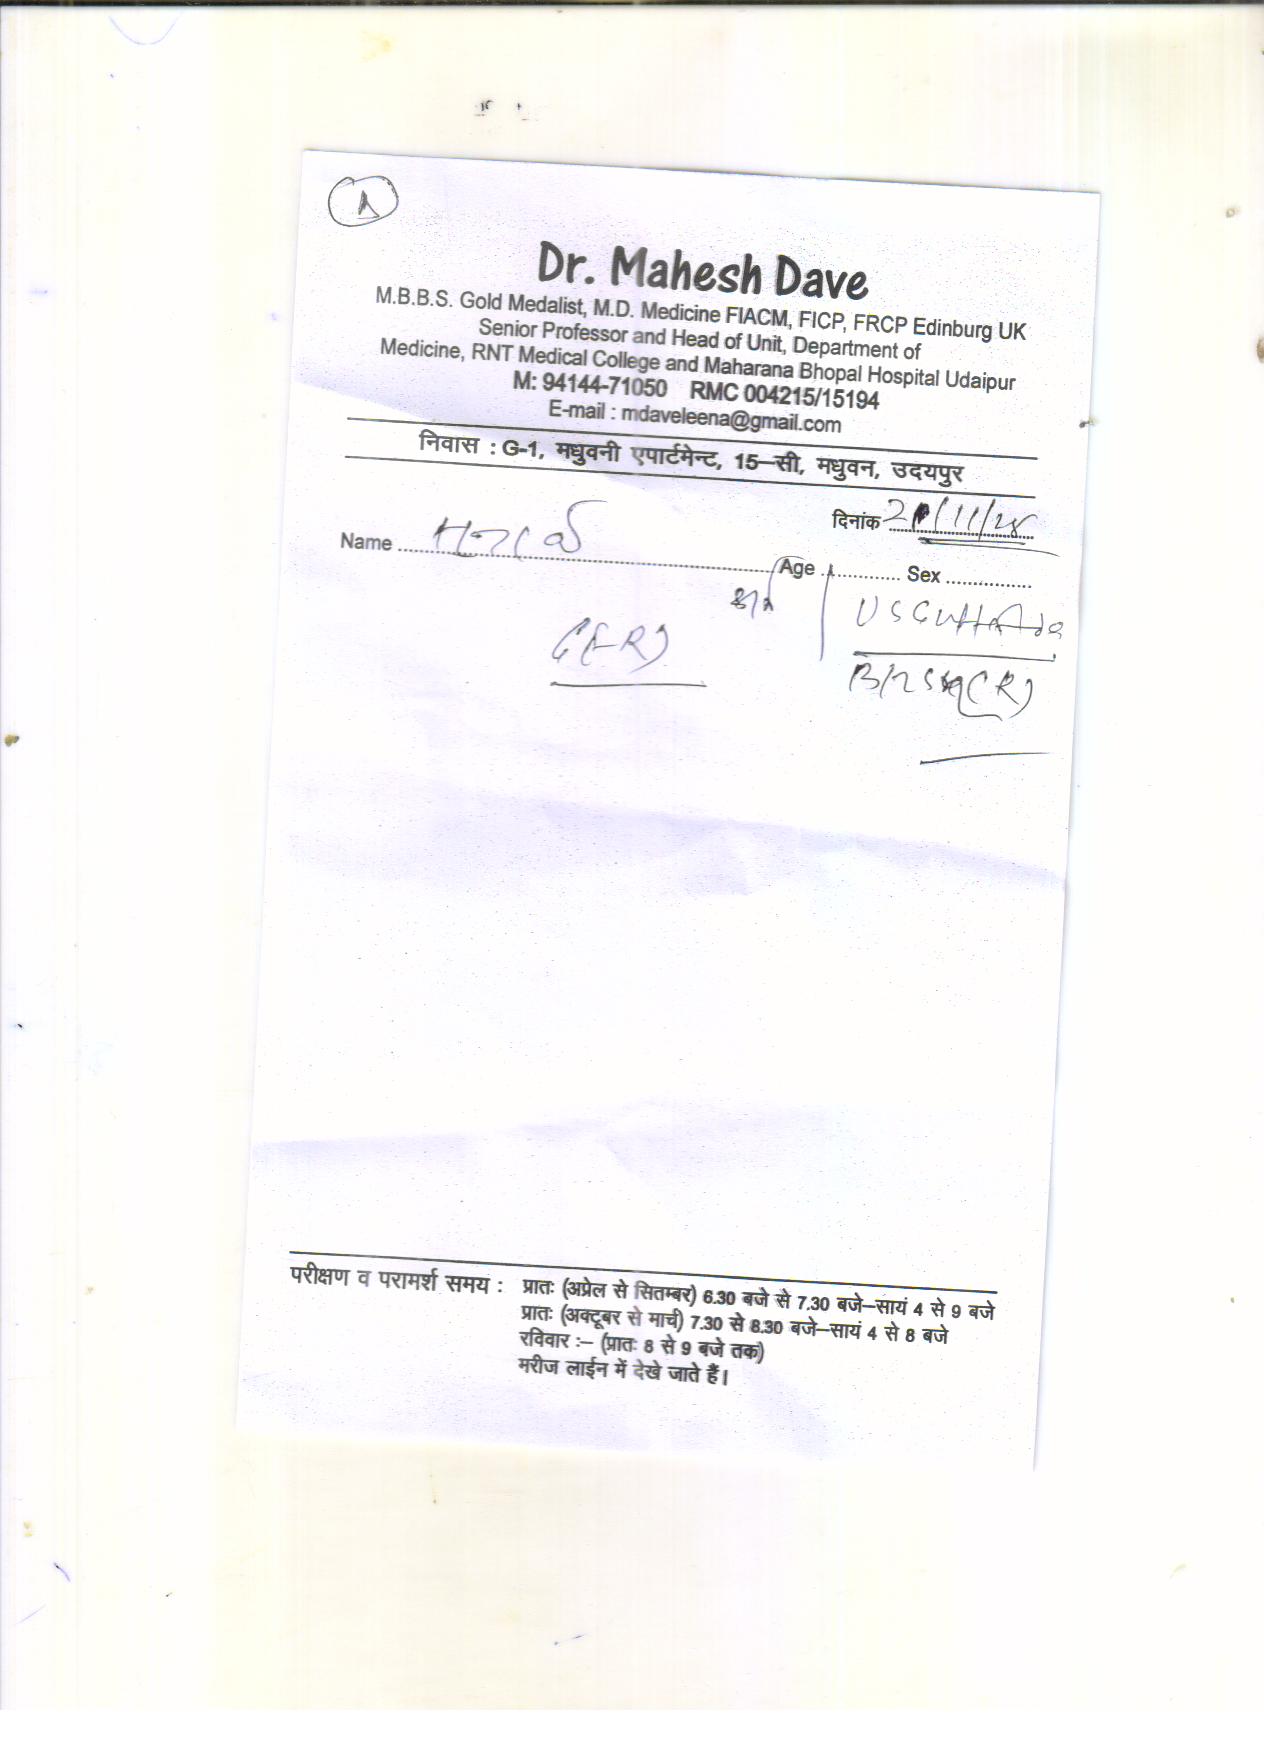 A
Dr. Mahesh Dave
M.B.B.S. Gold Medalist, M.D. Medicine FIACM, FICP, FRCP Edinburg UK
Senior Professor and Head of Unit, Department of
Medicine, RNT Medical College and Maharana Bhopal Hospital Udaipur
M: 94144-71050 RMC 004215/15194
E-mail : mdaveleena@gmail.com
निवास : G-1, मधुवनी एपार्टमेन्ट, 15–सी, मधुवन, उदयपुर
दिनांक
Name Age Sex
परीक्षण व परामर्श समय : प्रातः (अप्रेल से सितम्बर) 6.30 बजे से 7.30 बजे–सायं 4 से 9 बजे
प्रातः (अक्टूबर से मार्च) 7.30 से 8.30 बजे–सायं 4 से 8 बजे
रविवार :– (प्रातः 8 से 9 बजे तक)
मरीज लाईन में देखे जाते हैं।